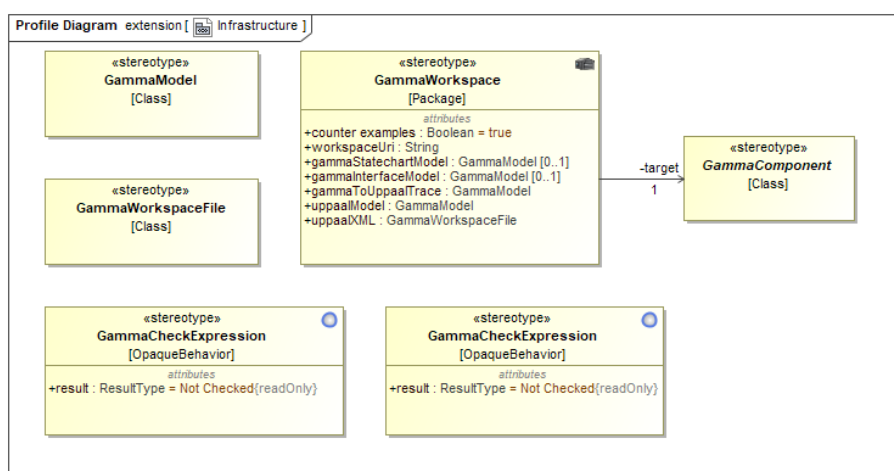 Profile Diagram extension [ Infrastructure ]
«stereotype»
GammaModel
[Class]
«stereotype»
GammaWorkspace
[Package]
attributes
+counter examples : Boolean = true
+workspaceUri : String
+gammaStatechartModel : GammaModel [0..1]
+gammaInterfaceModel : GammaModel [0..1]
+gammaToUppaalTrace : GammaModel
+uppaalModel : GammaModel
+uppaalXML : GammaWorkspaceFile
-target
1
«stereotype»
GammaComponent
[Class]
«stereotype»
GammaWorkspaceFile
[Class]
«stereotype»
GammaCheckExpression
[OpaqueBehavior]
attributes
+result : ResultType = Not Checked{readOnly}
«stereotype»
GammaCheckExpression
[OpaqueBehavior]
attributes
+result : ResultType = Not Checked{readOnly}